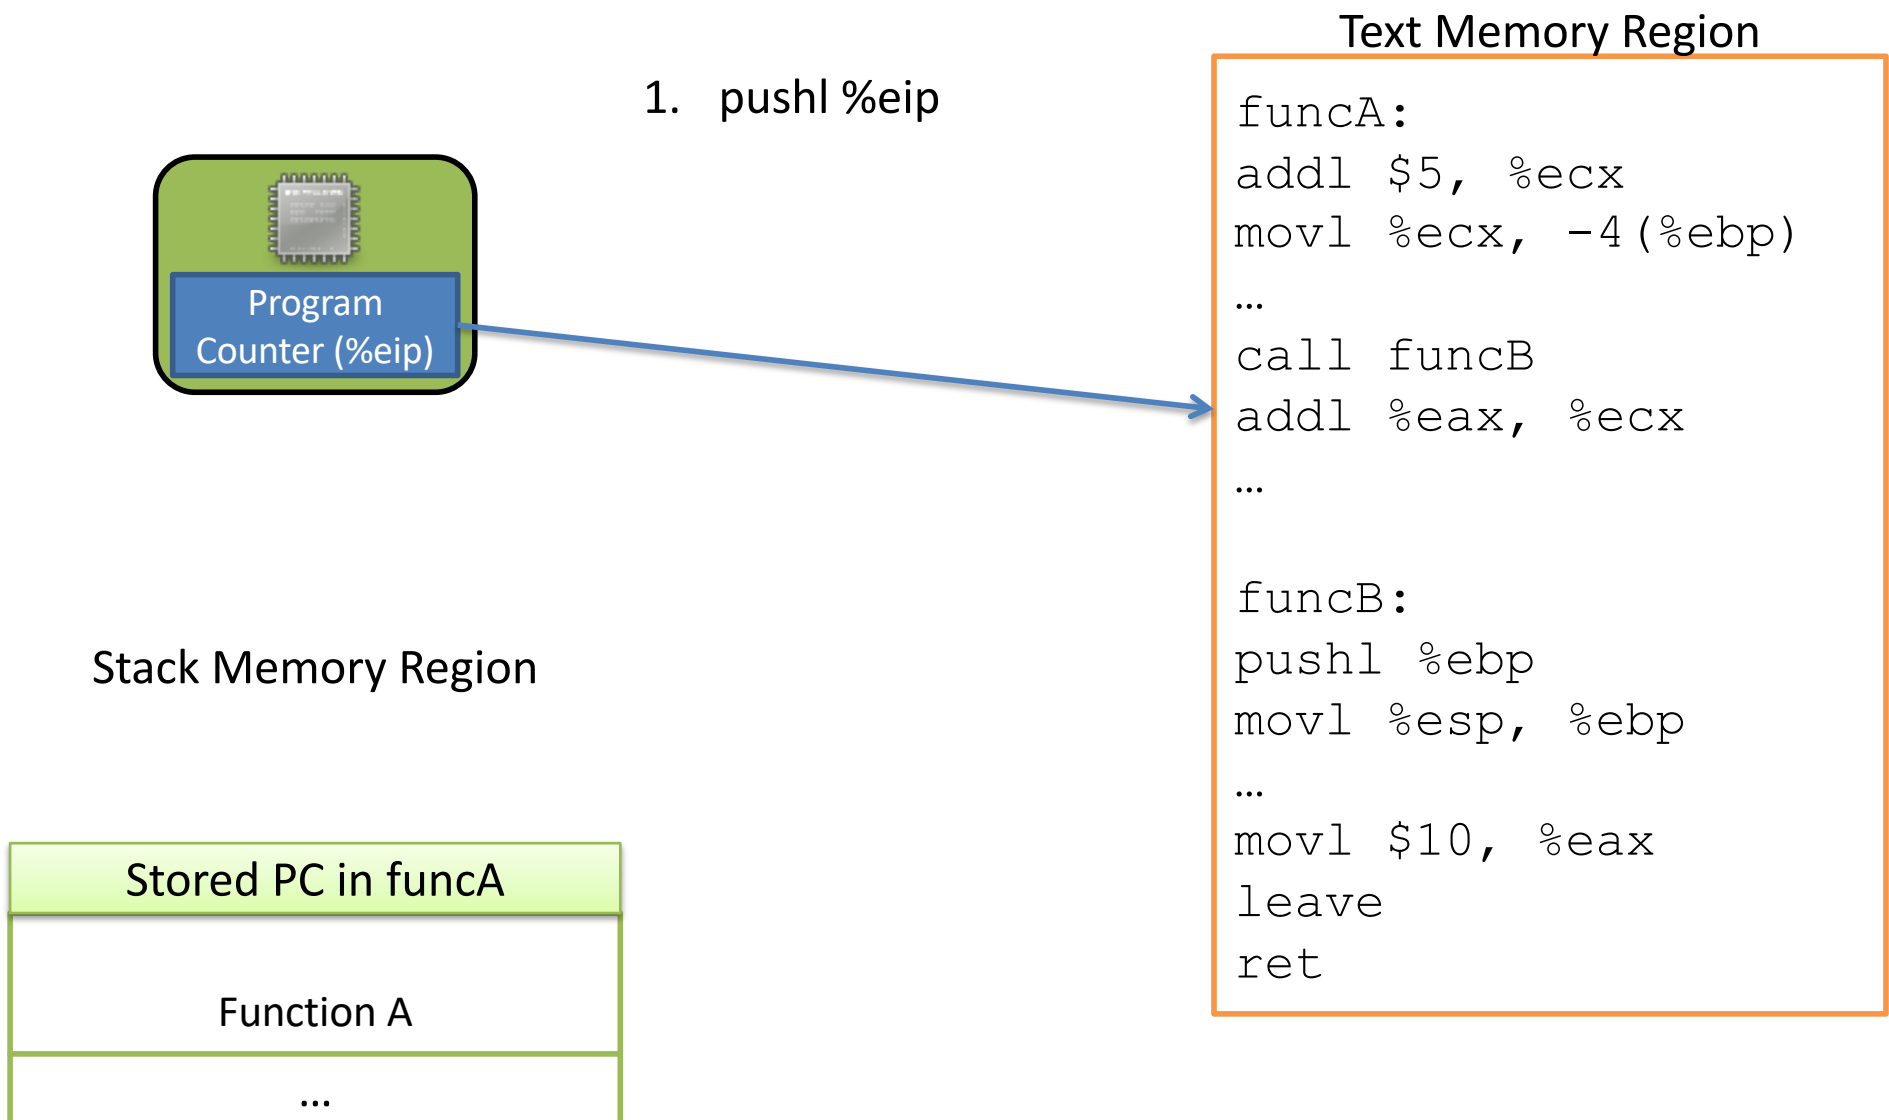 Text Memory Region
1. pushl %eip
funcA:
addl $5, %ecx
movl %ecx, -4(%ebp)
…
call funcB
addl %eax, %ecx
…
funcB:
pushl %ebp
movl %esp, %ebp
…
movl $10, %eax
leave
ret
Program
Counter (%eip)
Stack Memory Region
Stored PC in funcA
Function A
…